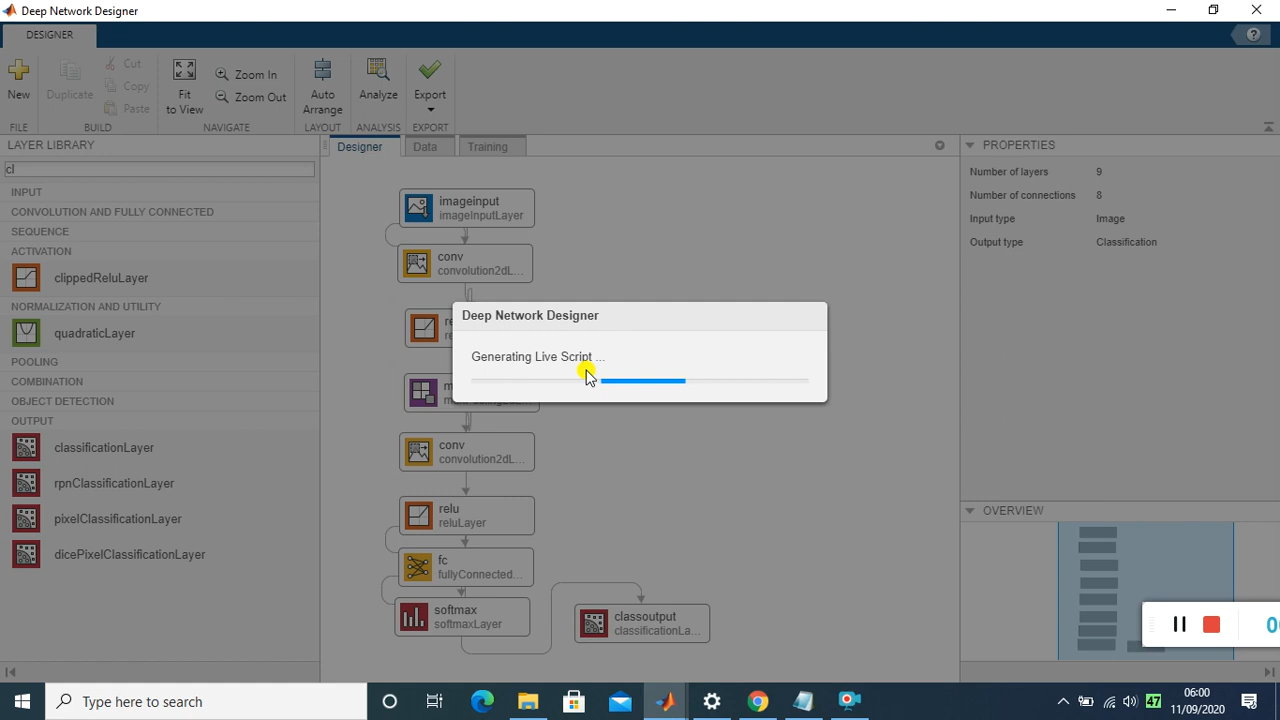 Deep Network Designer
DESIGNER
New
Duplicate
Cut
Copy
Paste
Fit
to View
Zoom In
Zoom Out
Auto
Arrange
Analyze
Export
FILE
BUILD
NAVIGATE
LAYOUT
ANALYSIS
EXPORT
LAYER LIBRARY
cl
INPUT
CONVOLUTION AND FULLY CONNECTED
SEQUENCE
ACTIVATION
clippedReluLayer
NORMALIZATION AND UTILITY
quadraticLayer
POOLING
COMBINATION
OBJECT DETECTION
OUTPUT
classificationLayer
rpnClassificationLayer
pixelClassificationLayer
dicePixelClassificationLayer
Designer
Data
Training
imageinput
imageInputLayer
conv
convolution2dL...
Deep Network Designer
Generating Live Script ...
conv
convolution2dL...
relu
reluLayer
fc
fullyConnected...
softmax
softmaxLayer
classoutput
classificationLa...
PROPERTIES
Number of layers 9
Number of connections 8
Input type Image
Output type Classification
OVERVIEW
Type here to search
47
06:00
11/09/2020